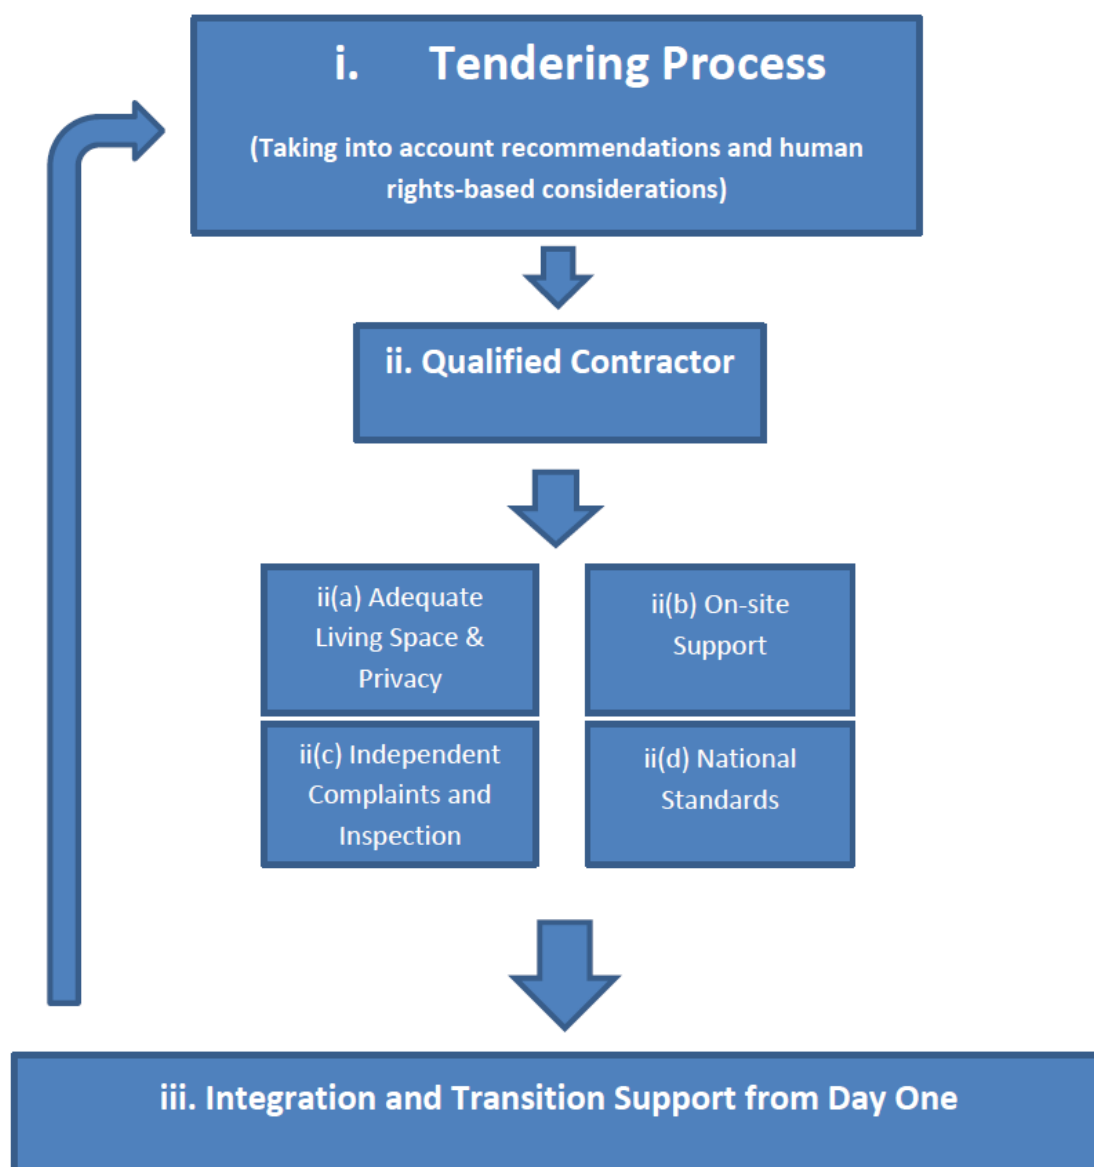 i. Tendering Process
(Taking into account recommendations and human
rights-based considerations)
ii. Qualified Contractor
ii(a) Adequate
Living Space &
Privacy
ii(b) On-site
Support
ii(c) Independent
Complaints and
Inspection
ii(d) National
Standards
iii. Integration and Transition Support from Day One